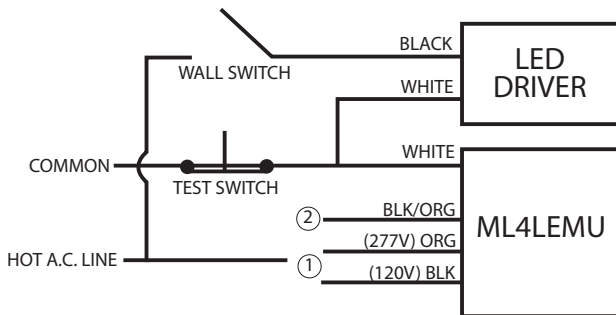 BLACK
LED
DRIVER
WALL SWITCH
WHITE
COMMON
WHITE
TEST SWITCH
2
BLK/ORG
ML4LEMU
(277V) ORG
HOT A.C. LINE
1
(120V) BLK